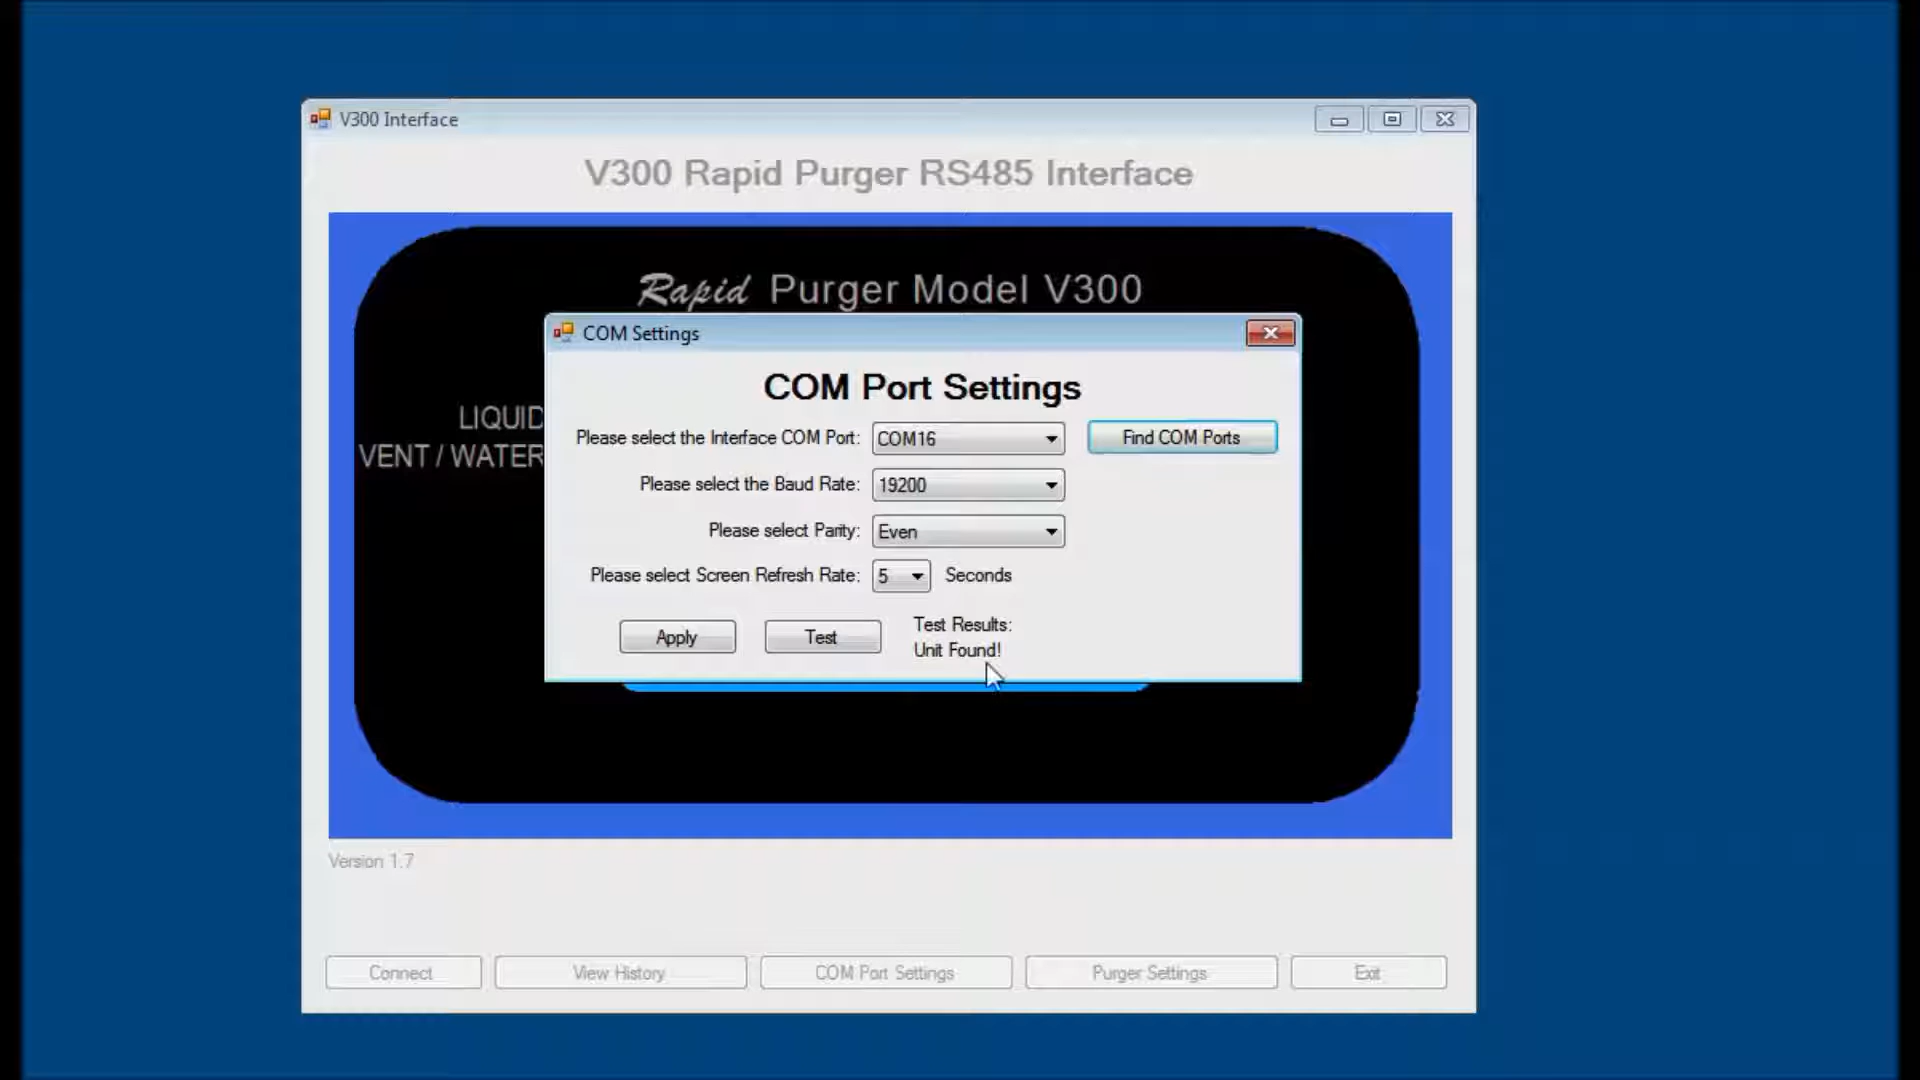 V300 Interface
V300 Rapid Purger RS485 Interface
Rapid Purger Model V300
COM Settings
COM Port Settings
Please select the Interface COM Port: COM16 Find COM Ports
LIQUID
VENT / WATER
Please select the Baud Rate: 19200
Please select Parity: Even
Please select Screen Refresh Rate: 5 Seconds
Apply Test
Test Results:
Unit Found!
Version 1.7
Connect View History COM Port Settings Purger Settings Exit